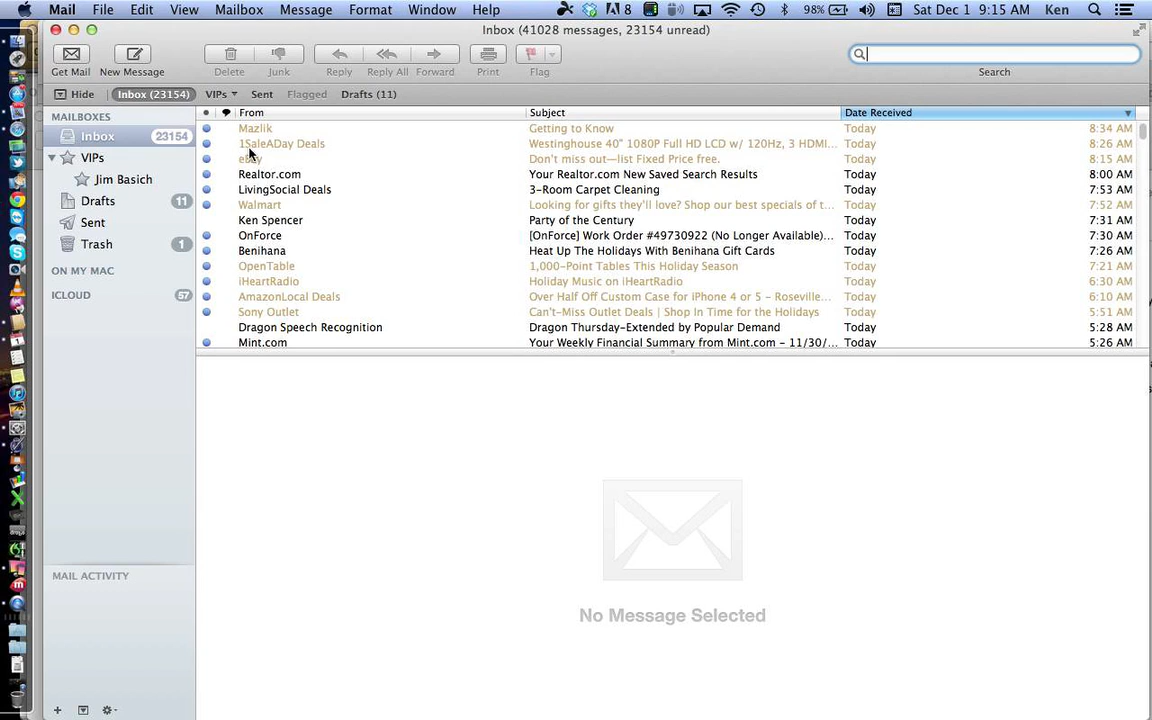 Mail File Edit View Mailbox Message Format Window Help 8 98% Sat Dec 1 9:15 AM Ken
Inbox (41028 messages, 23154 unread)
Get Mail New Message Delete Junk Reply Reply All Forward Print Flag Search
Hide Inbox (23154) VIPs Sent Flagged Drafts (11)
MAILBOXES
Inbox 23154
VIPs
Jim Basich
Drafts 11
Sent
Trash 1
ON MY MAC
ICLOUD 57
MAIL ACTIVITY
From Subject Date Received
Mazlik Getting to Know Today 8:34 AM
1SaleADay Deals Westinghouse 40" 1080P Full HD LCD w/ 120Hz, 3 HDMI... Today 8:26 AM
ebay Don't miss out—list Fixed Price free. Today 8:15 AM
Realtor.com Your Realtor.com New Saved Search Results Today 8:00 AM
LivingSocial Deals 3-Room Carpet Cleaning Today 7:53 AM
Walmart Looking for gifts they'll love? Shop our best specials of t... Today 7:52 AM
Ken Spencer Party of the Century Today 7:31 AM
OnForce [OnForce] Work Order #49730922 (No Longer Available)... Today 7:30 AM
Benihana Heat Up The Holidays With Benihana Gift Cards Today 7:26 AM
OpenTable 1,000-Point Tables This Holiday Season Today 7:21 AM
iHeartRadio Holiday Music on iHeartRadio Today 6:30 AM
AmazonLocal Deals Over Half Off Custom Case for iPhone 4 or 5 - Roseville... Today 6:10 AM
Sony Outlet Can't-Miss Outlet Deals | Shop In Time for the Holidays Today 5:51 AM
Dragon Speech Recognition Dragon Thursday-Extended by Popular Demand Today 5:28 AM
Mint.com Your Weekly Financial Summary from Mint.com - 11/30/... Today 5:26 AM
No Message Selected